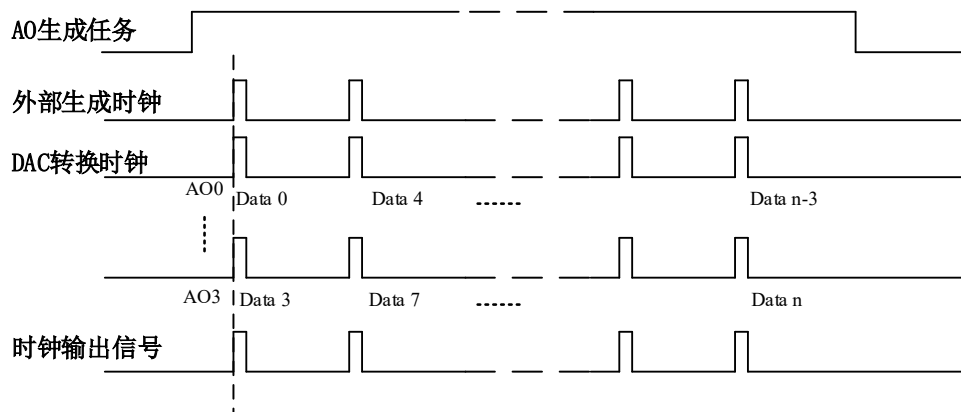 AO生成任务
外部生成时钟
DAC转换时钟
AO0 Data 0 Data 4 ...... Data n-3
AO3 Data 3 Data 7 ...... Data n
时钟输出信号